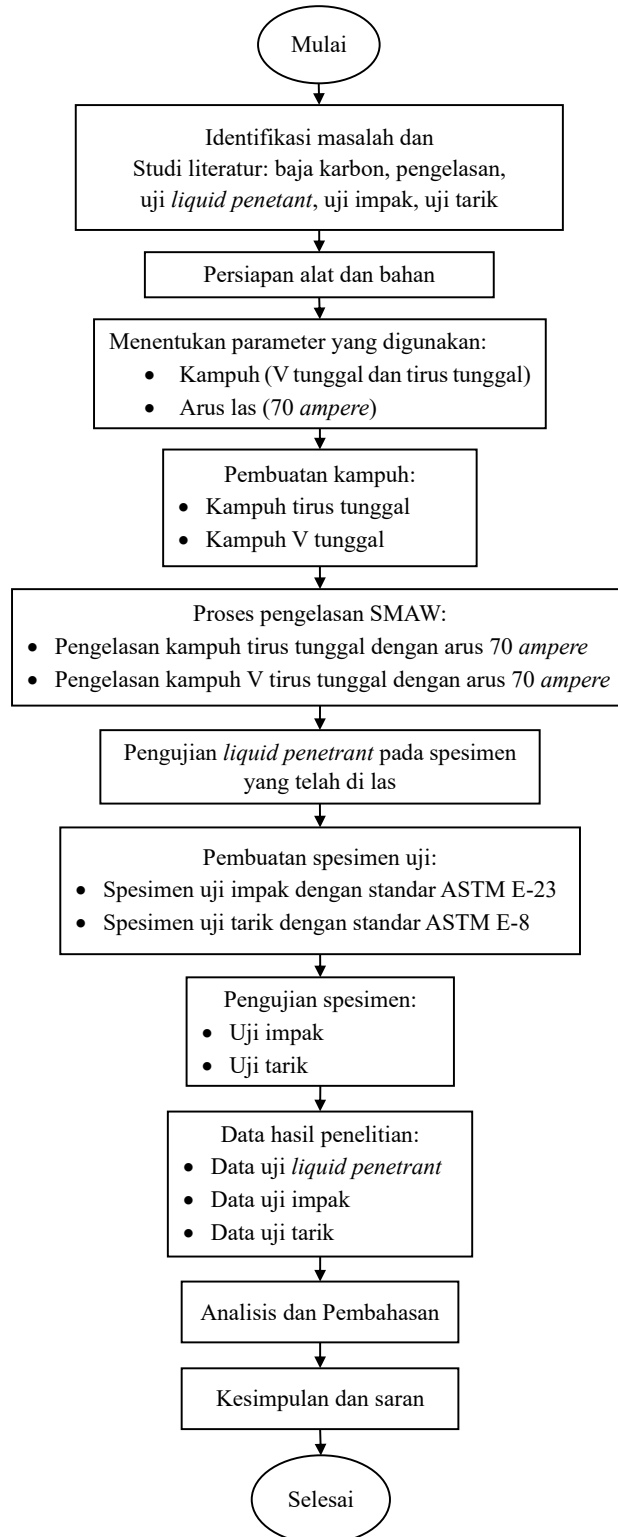 Mulai
Identifikasi masalah dan
Studi literatur: baja karbon, pengelasan,
uji liquid penetant, uji impak, uji tarik
Persiapan alat dan bahan
Menentukan parameter yang digunakan:
• Kampuh (V tunggal dan tirus tunggal)
• Arus las (70 ampere)
Pembuatan kampuh:
• Kampuh tirus tunggal
• Kampuh V tunggal
Proses pengelasan SMAW:
• Pengelasan kampuh tirus tunggal dengan arus 70 ampere
• Pengelasan kampuh V tirus tunggal dengan arus 70 ampere
Pengujian liquid penetrant pada spesimen
yang telah di las
Pembuatan spesimen uji:
• Spesimen uji impak dengan standar ASTM E-23
• Spesimen uji tarik dengan standar ASTM E-8
Pengujian spesimen:
• Uji impak
• Uji tarik
Data hasil penelitian:
• Data uji liquid penetrant
• Data uji impak
• Data uji tarik
Analisis dan Pembahasan
Kesimpulan dan saran
Selesai